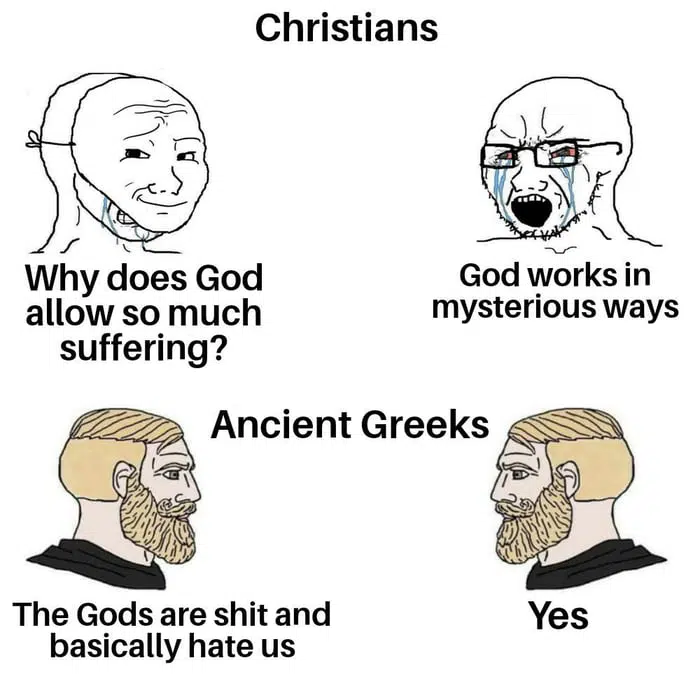 Christians
Why does God
allow so much
suffering?
God works in
mysterious ways
Ancient Greeks
The Gods are shit and
basically hate us
Yes